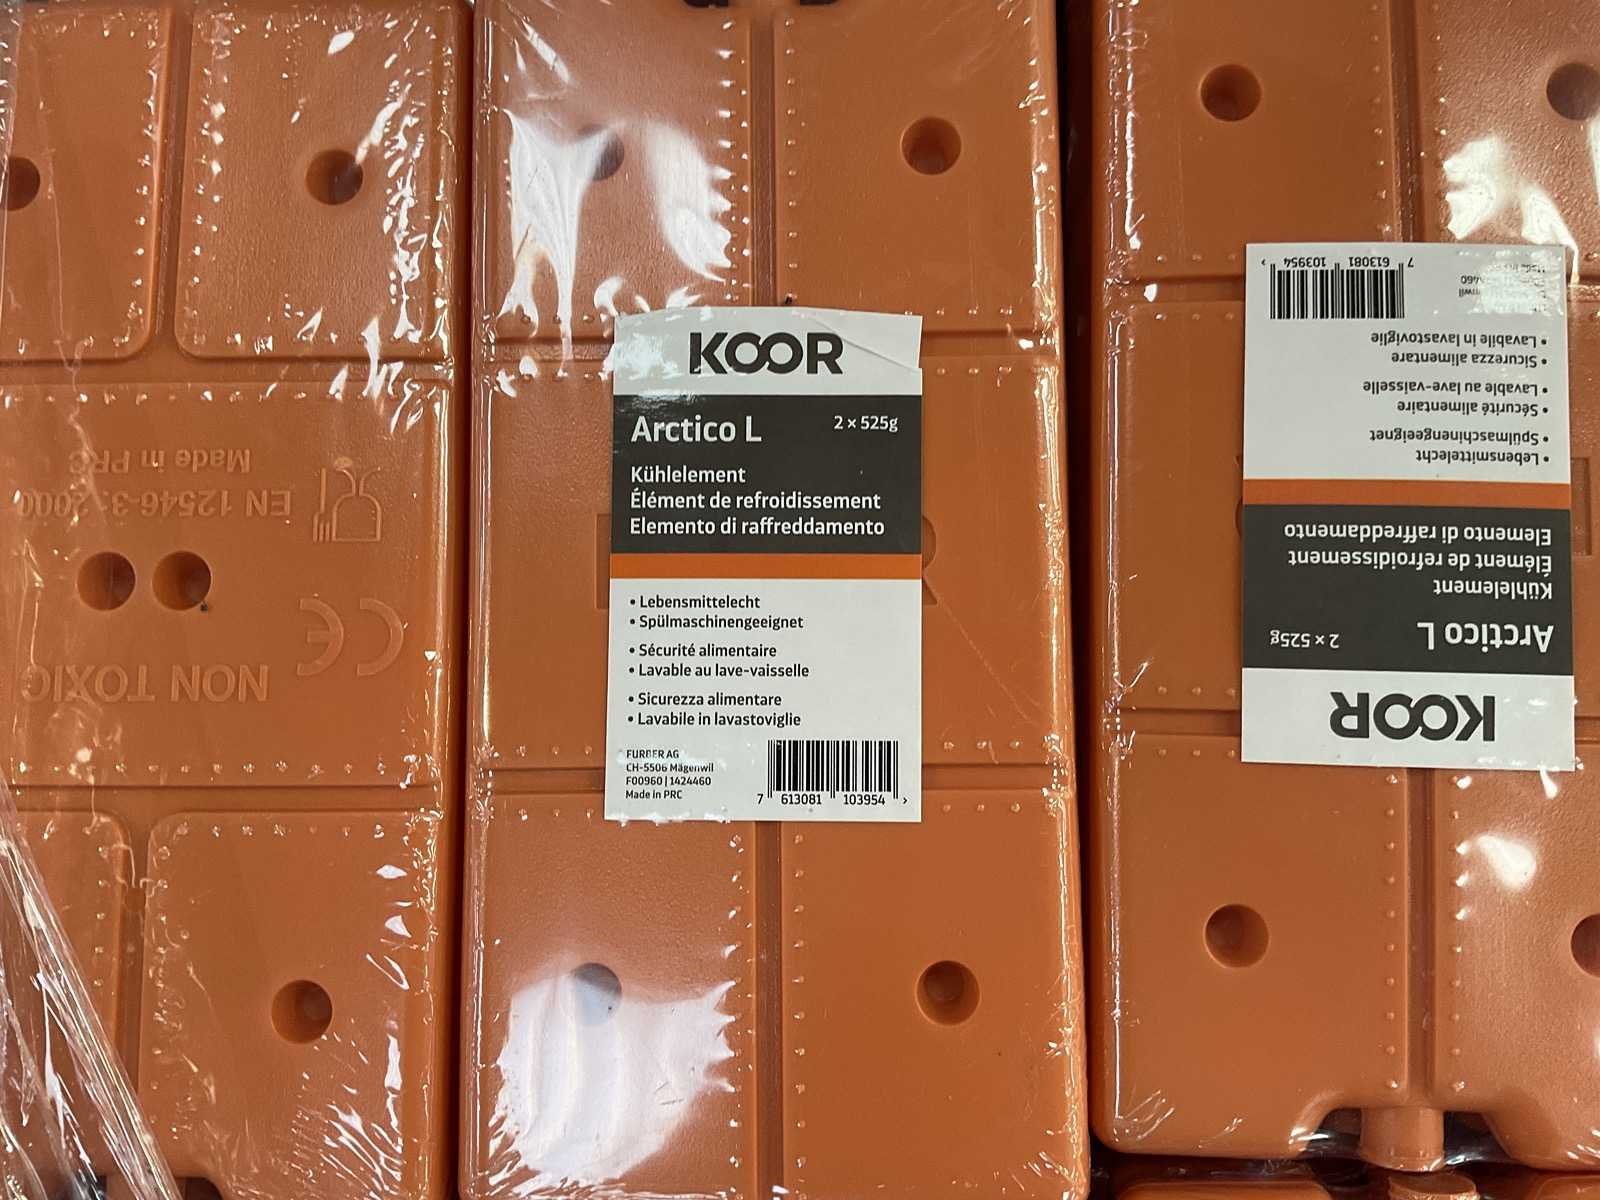 Made in PRC
EN 12546-3:2000
CE
NON TOXIC
KOOR
Arctico L
2 x 525g
Kühlelement
Élément de refroidissement
Elemento di raffreddamento
• Lebensmittelecht
• Spülmaschinengeeignet
• Sécurité alimentaire
• Lavable au lave-vaisselle
• Sicurezza alimentare
• Lavabile in lavastoviglie
FURBER AG
CH-5506 Mägenwil
F00960 | 1424460
Made in PRC
7 613081 103954 >
KOOR
Arctico L
2 x 525g
Kühlelement
Élément de refroidissement
Elemento di raffreddamento
• Lebensmittelecht
• Spülmaschinengeeignet
• Sécurité alimentaire
• Lavable au lave-vaisselle
• Sicurezza alimentare
• Lavabile in lavastoviglie
7 613081 103954 >